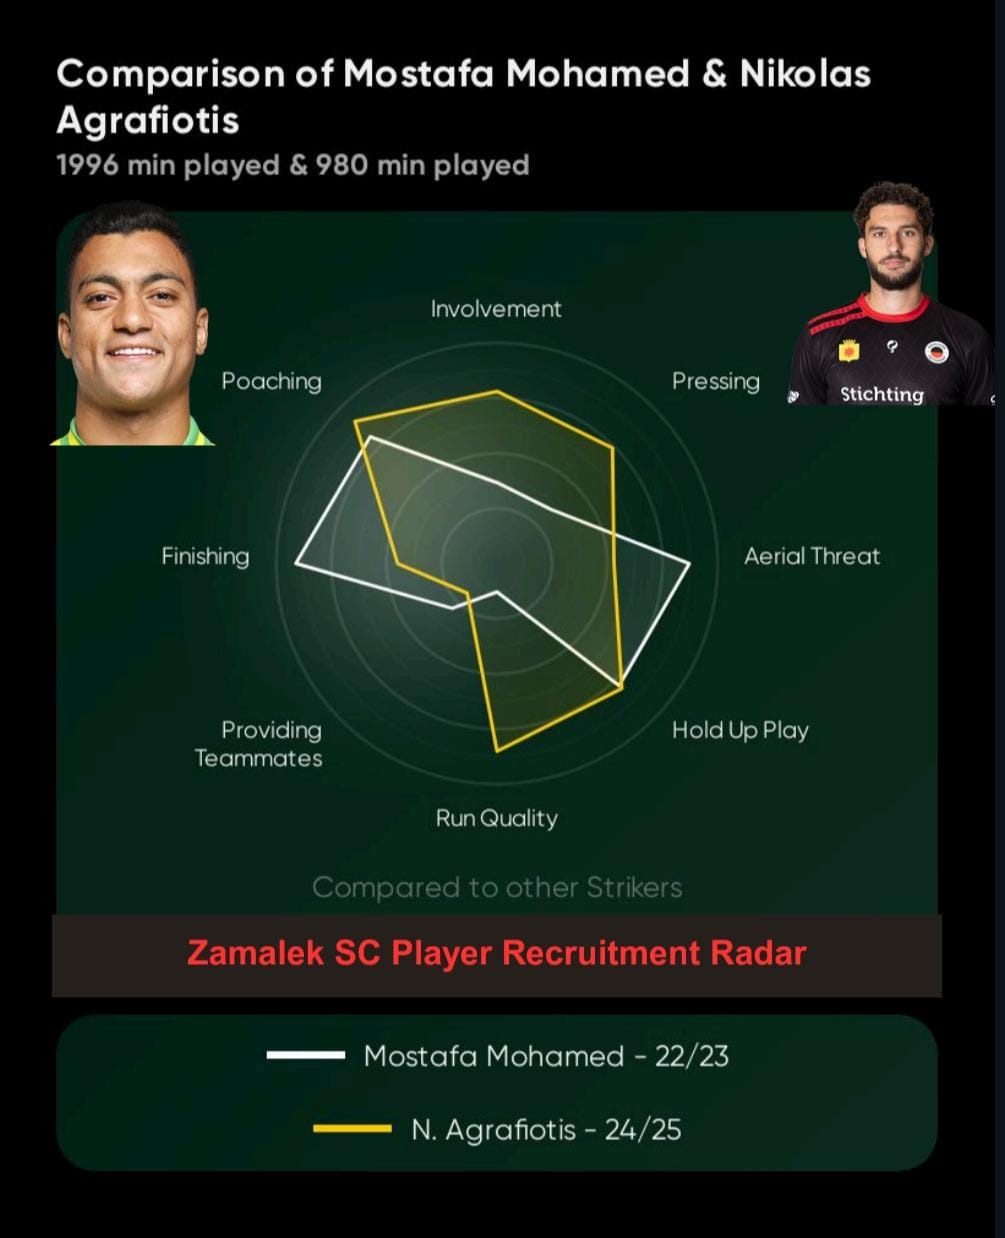 Comparison of Mostafa Mohamed & Nikolas
Agrafiotis
1996 min played & 980 min played
Involvement
Poaching
Pressing
Stichting
Finishing
Aerial Threat
Providing
Teammates
Hold Up Play
Run Quality
Compared to other Strikers
Zamalek SC Player Recruitment Radar
Mostafa Mohamed - 22/23
N. Agrafiotis - 24/25